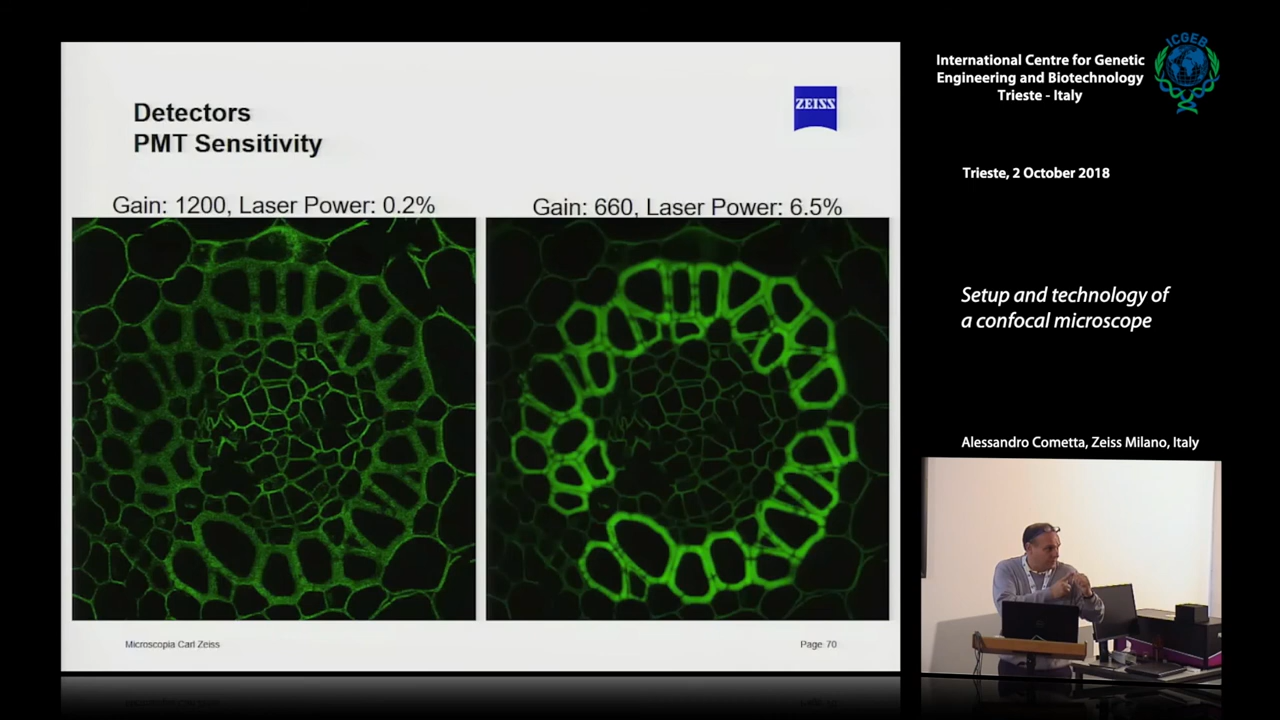 Detectors
PMT Sensitivity
ZEISS
Gain: 1200, Laser Power: 0.2%
Gain: 660, Laser Power: 6.5%
Microscopia Carl Zeiss
Page 70
International Centre for Genetic
Engineering and Biotechnology
Trieste - Italy
ICGEB
Trieste, 2 October 2018
Setup and technology of
a confocal microscope
Alessandro Cometta, Zeiss Milano, Italy